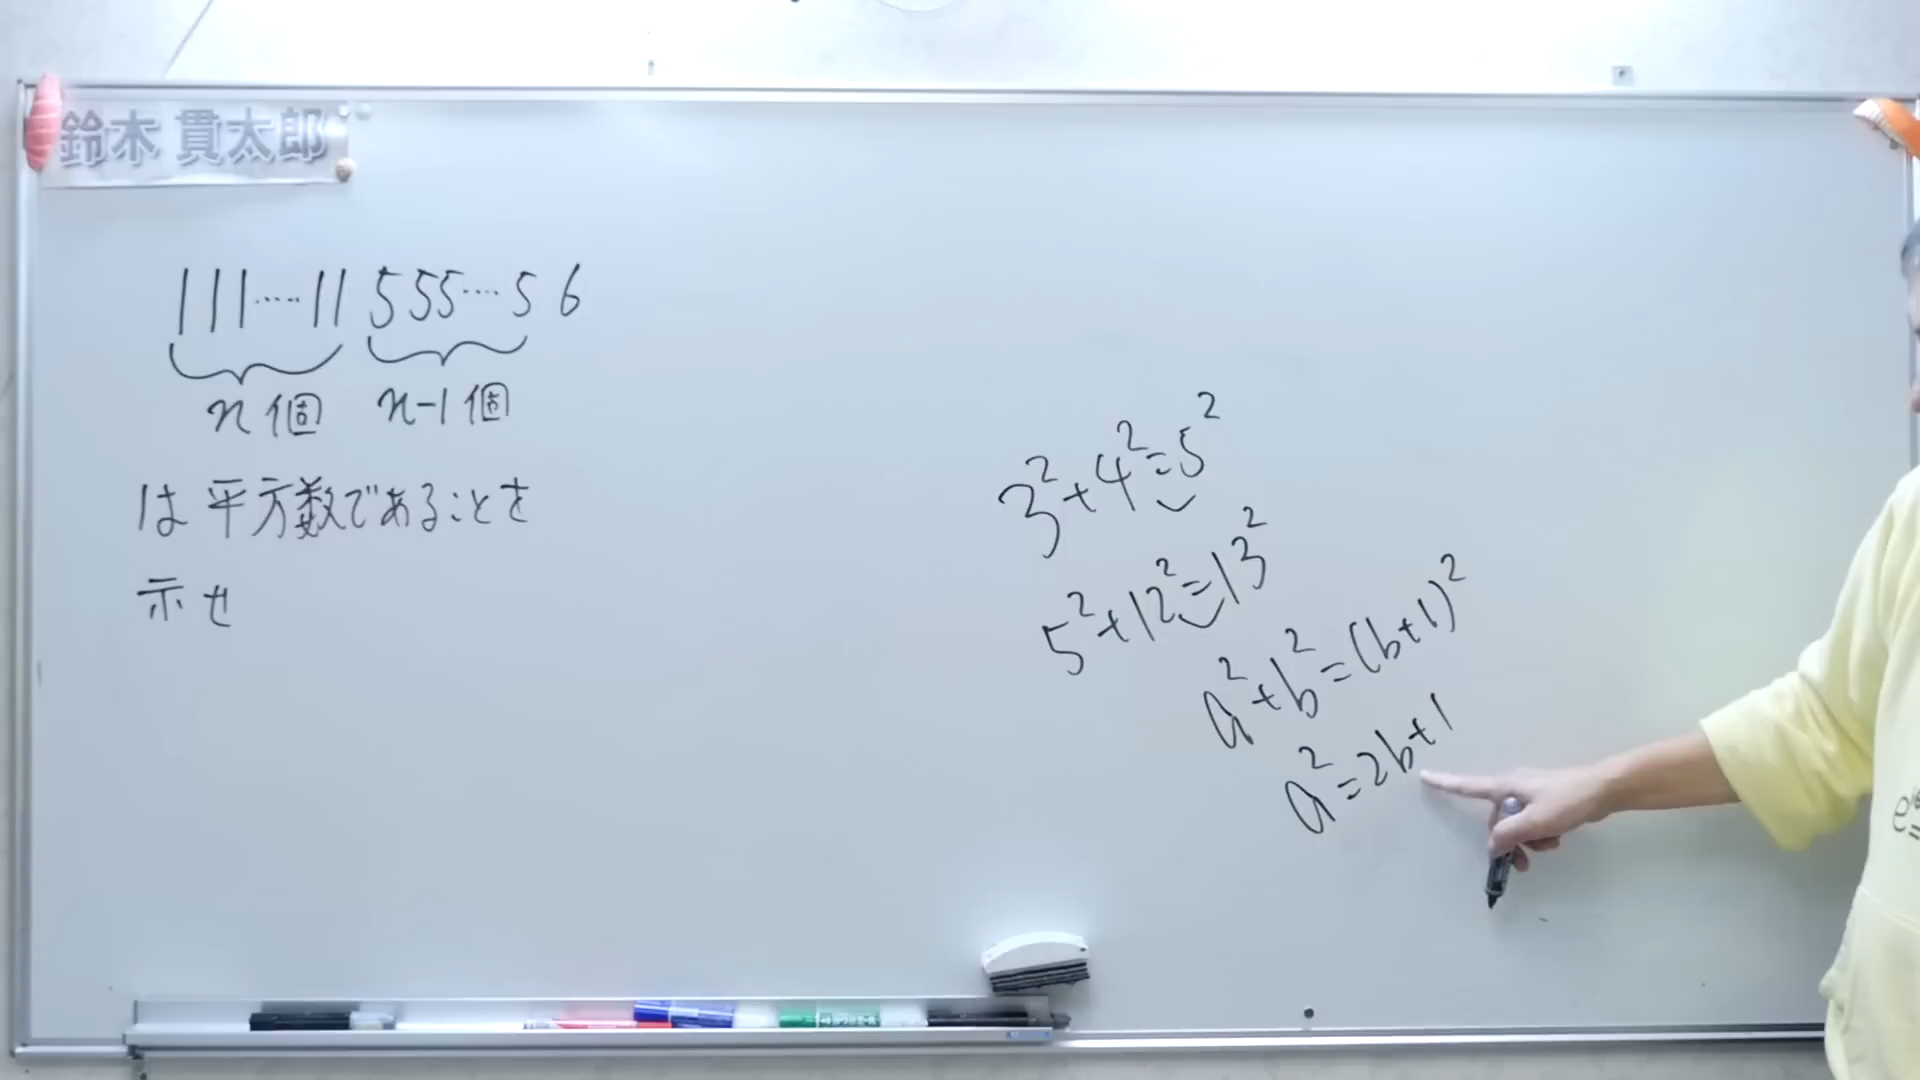 鈴木 貫太郎
111……11 555……5 6
n個 n-1個
は平方数であることを
示せ
3²+4²=5²
5²+12²=13²
a²+b²=(b+1)²
a²=2b+1